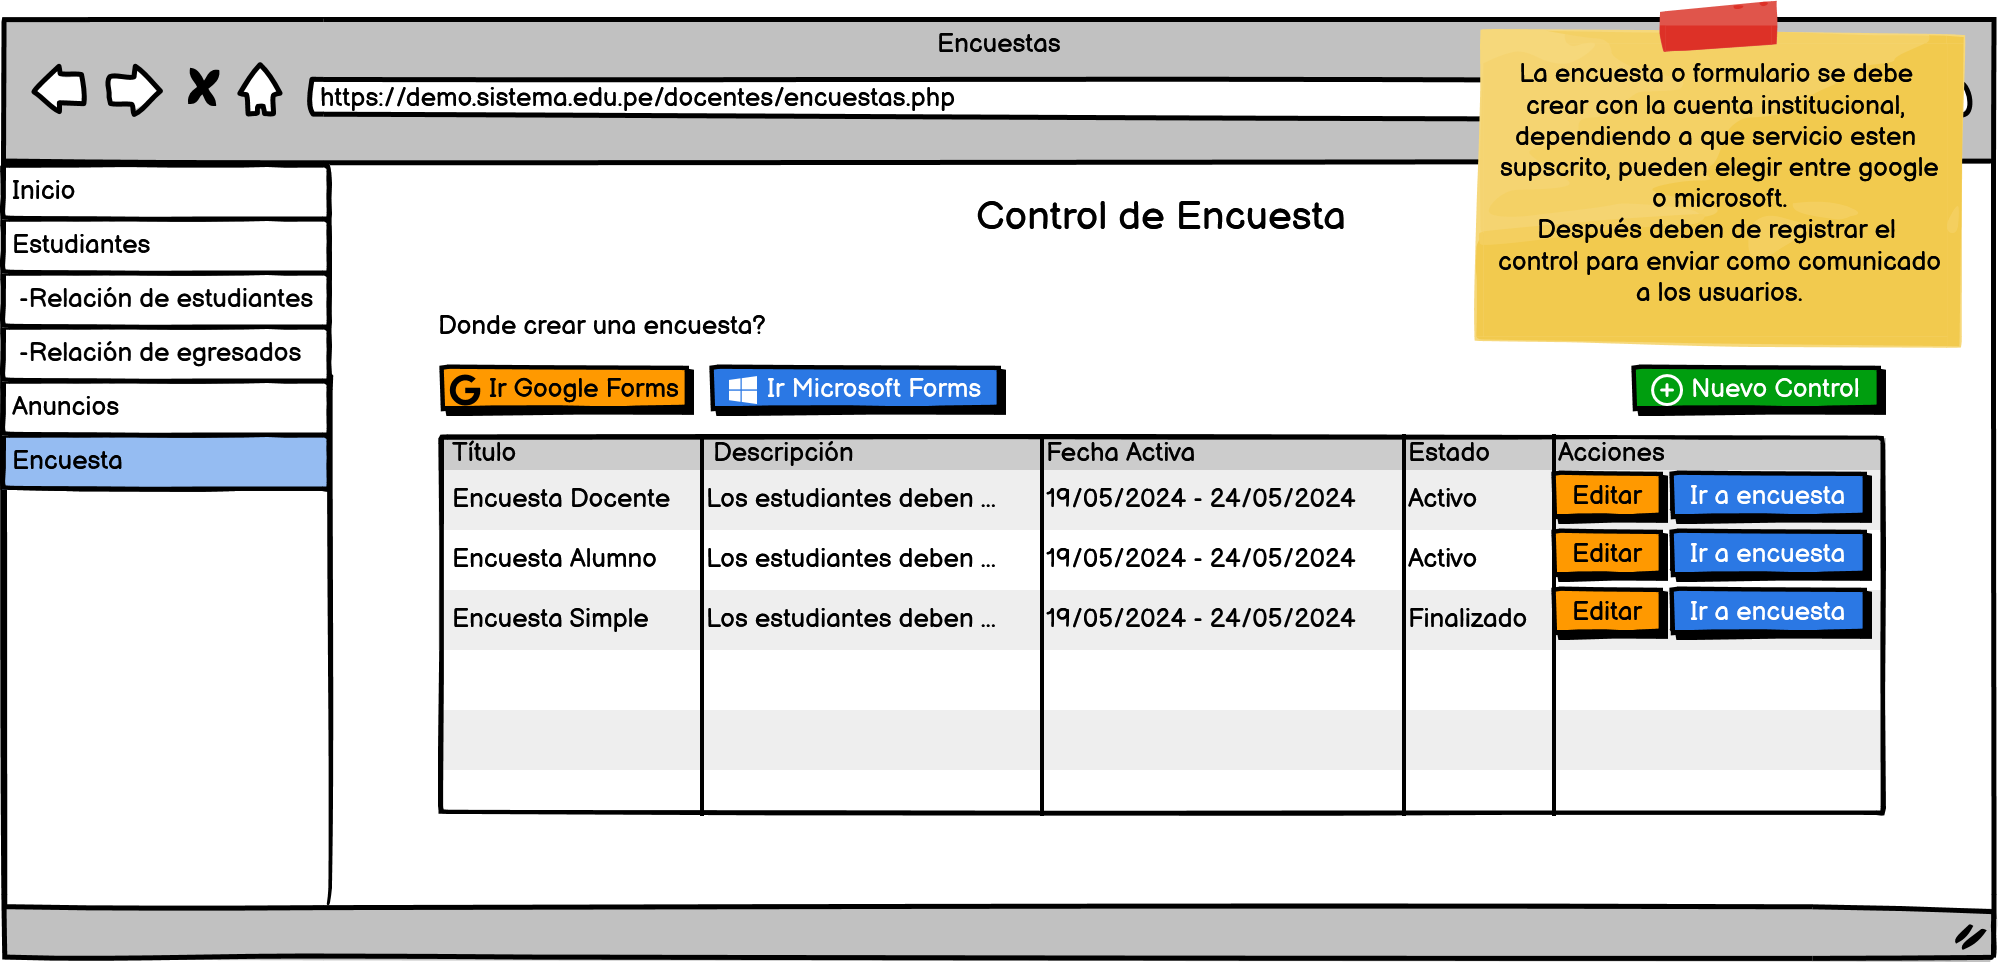 Encuestas
https://demo.sistema.edu.pe/docentes/encuestas.php
La encuesta o formulario se debe
crear con la cuenta institucional,
dependiendo a que servicio esten
supscrito, pueden elegir entre google
o microsoft.
Después deben de registrar el
control para enviar como comunicado
a los usuarios.
Inicio
Estudiantes
-Relación de estudiantes
-Relación de egresados
Anuncios
Encuesta
Control de Encuesta
Donde crear una encuesta?
Ir Google Forms
Ir Microsoft Forms
Nuevo Control
Título Descripción Fecha Activa Estado Acciones
Encuesta Docente Los estudiantes deben ... 19/05/2024 - 24/05/2024 Activo Editar Ir a encuesta
Encuesta Alumno Los estudiantes deben ... 19/05/2024 - 24/05/2024 Activo Editar Ir a encuesta
Encuesta Simple Los estudiantes deben ... 19/05/2024 - 24/05/2024 Finalizado Editar Ir a encuesta